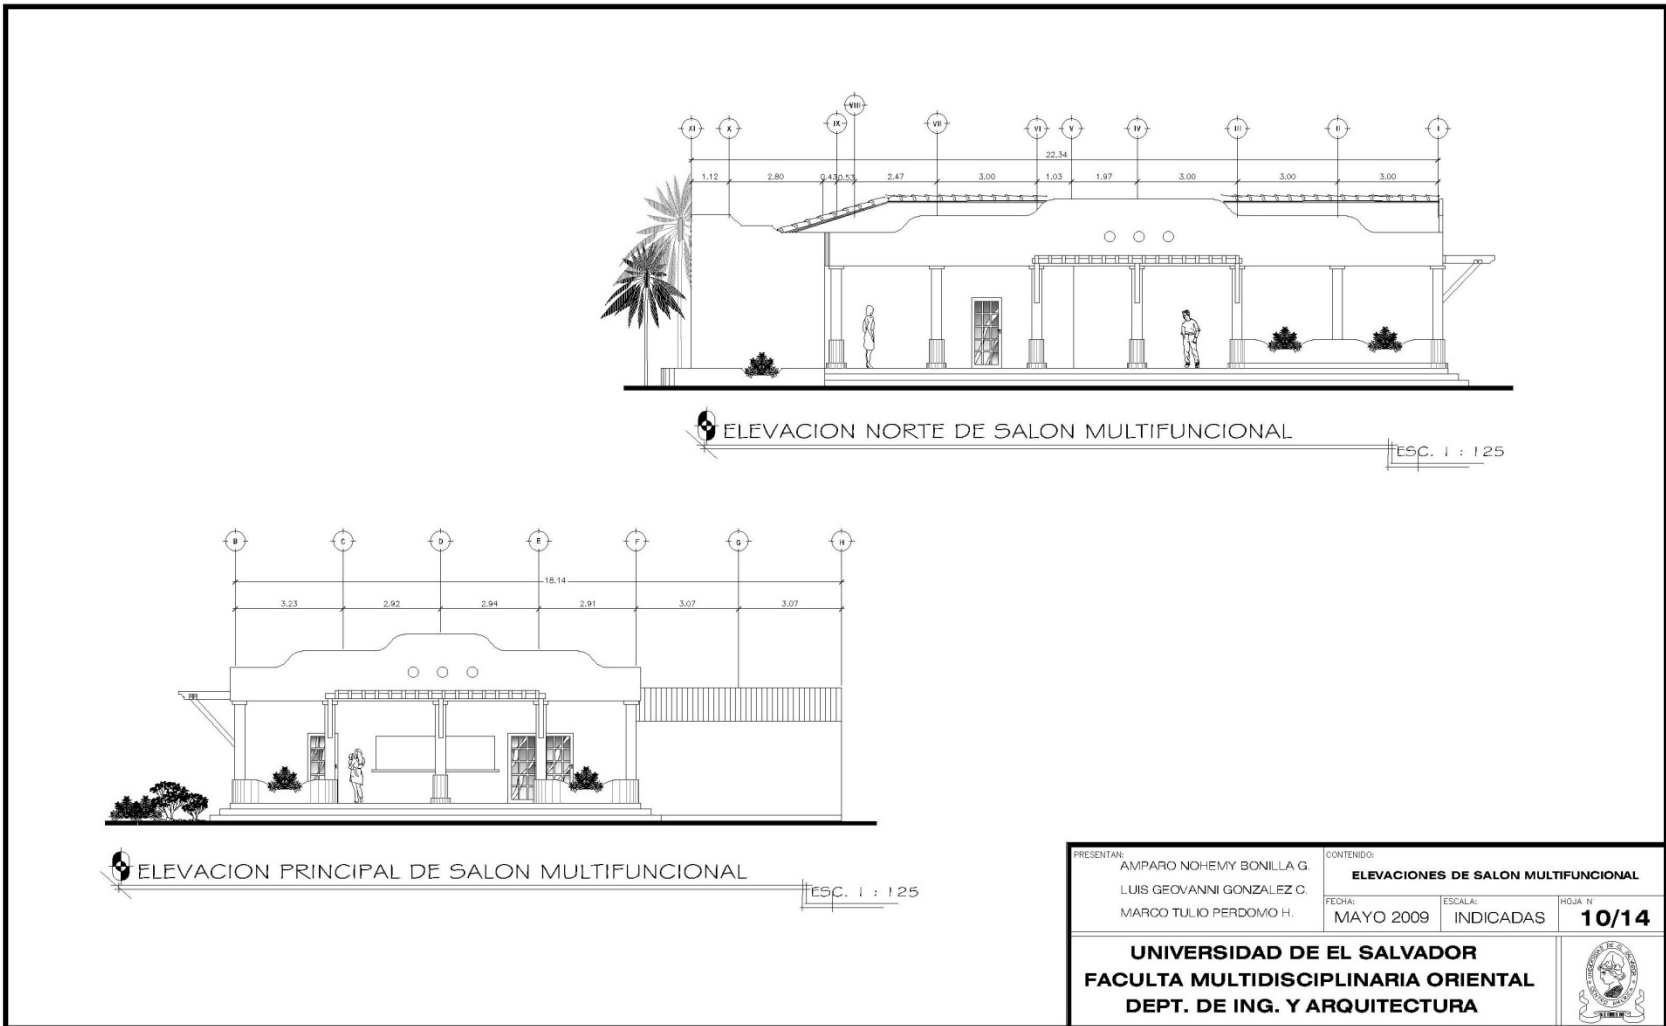 VIII
XI X IX VII VI V IV III II I
22.34
1.12 2.80 0.43 0.53 2.47 3.00 1.03 1.97 3.00 3.00 3.00
ELEVACION NORTE DE SALON MULTIFUNCIONAL
ESC. 1 : 125
B C D E F G H
18.14
3.23 2.92 2.94 2.91 3.07 3.07
ELEVACION PRINCIPAL DE SALON MULTIFUNCIONAL
ESC. 1 : 125
PRESENTAN:
AMPARO NOHEMY BONILLA G.
LUIS GEOVANNI GONZALEZ C.
MARCO TULIO PERDOMO H.
CONTENIDO:
ELEVACIONES DE SALON MULTIFUNCIONAL
FECHA:
MAYO 2009
ESCALA:
INDICADAS
HOJA N
10/14
UNIVERSIDAD DE EL SALVADOR
FACULTA MULTIDISCIPLINARIA ORIENTAL
DEPT. DE ING. Y ARQUITECTURA